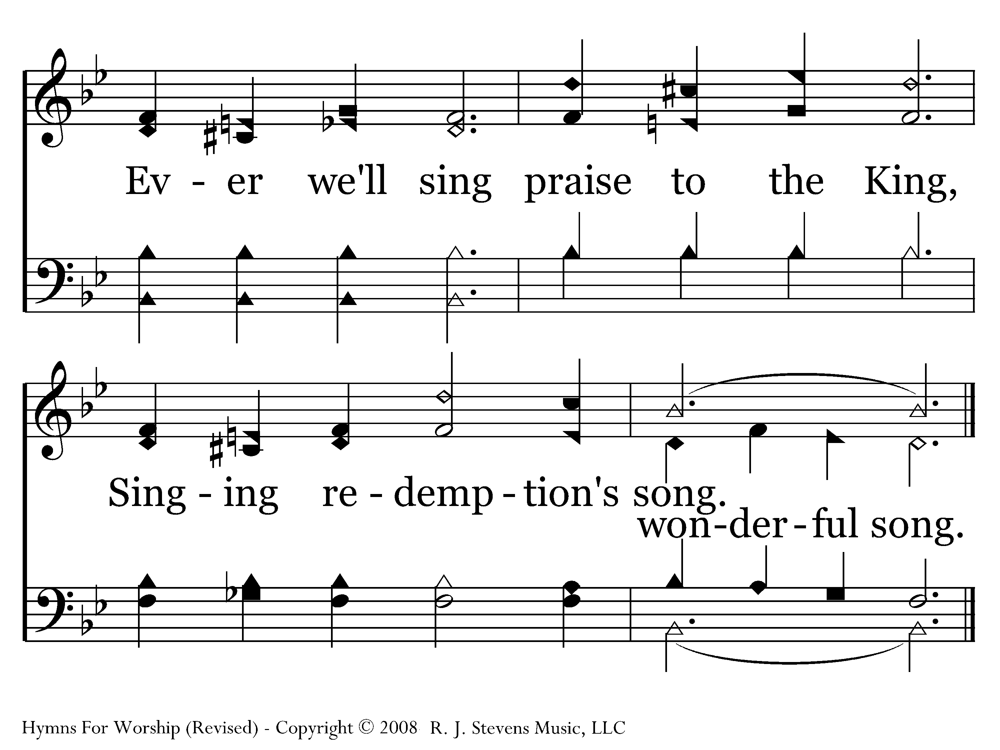 Ev - er we'll sing praise to the King,
Sing - ing re - demp - tion's song.
won - der - ful song.
Hymns For Worship (Revised) - Copyright © 2008 R. J. Stevens Music, LLC